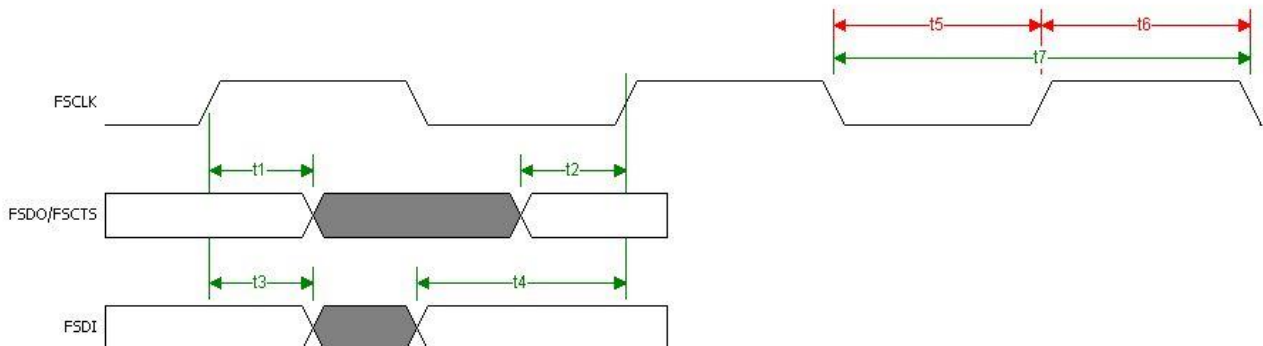 t5 t6
t7
FSCLK
t1 t2
FSDO/FSCTS
t3 t4
FSDI